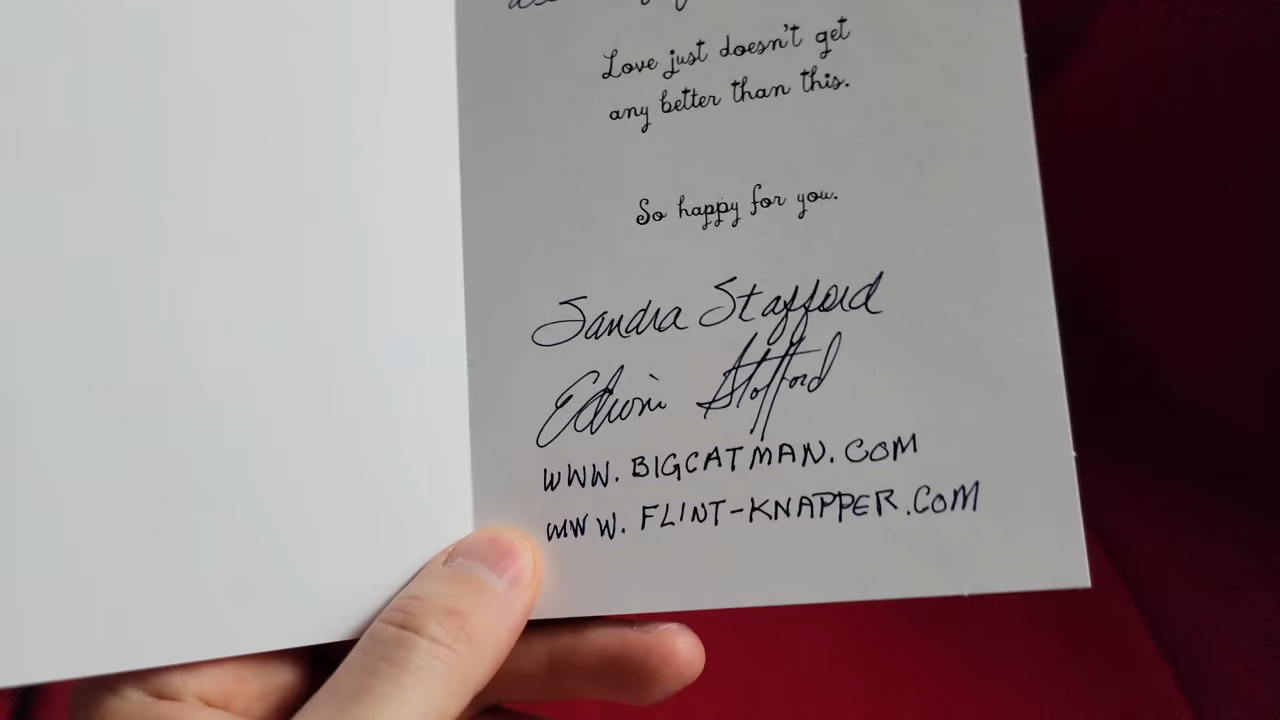 Love just doesn't get
any better than this.
So happy for you.
Sandra Stafford
Edwin Stafford
WWW.BIGCATMAN.COM
WWW.FLINT-KNAPPER.COM